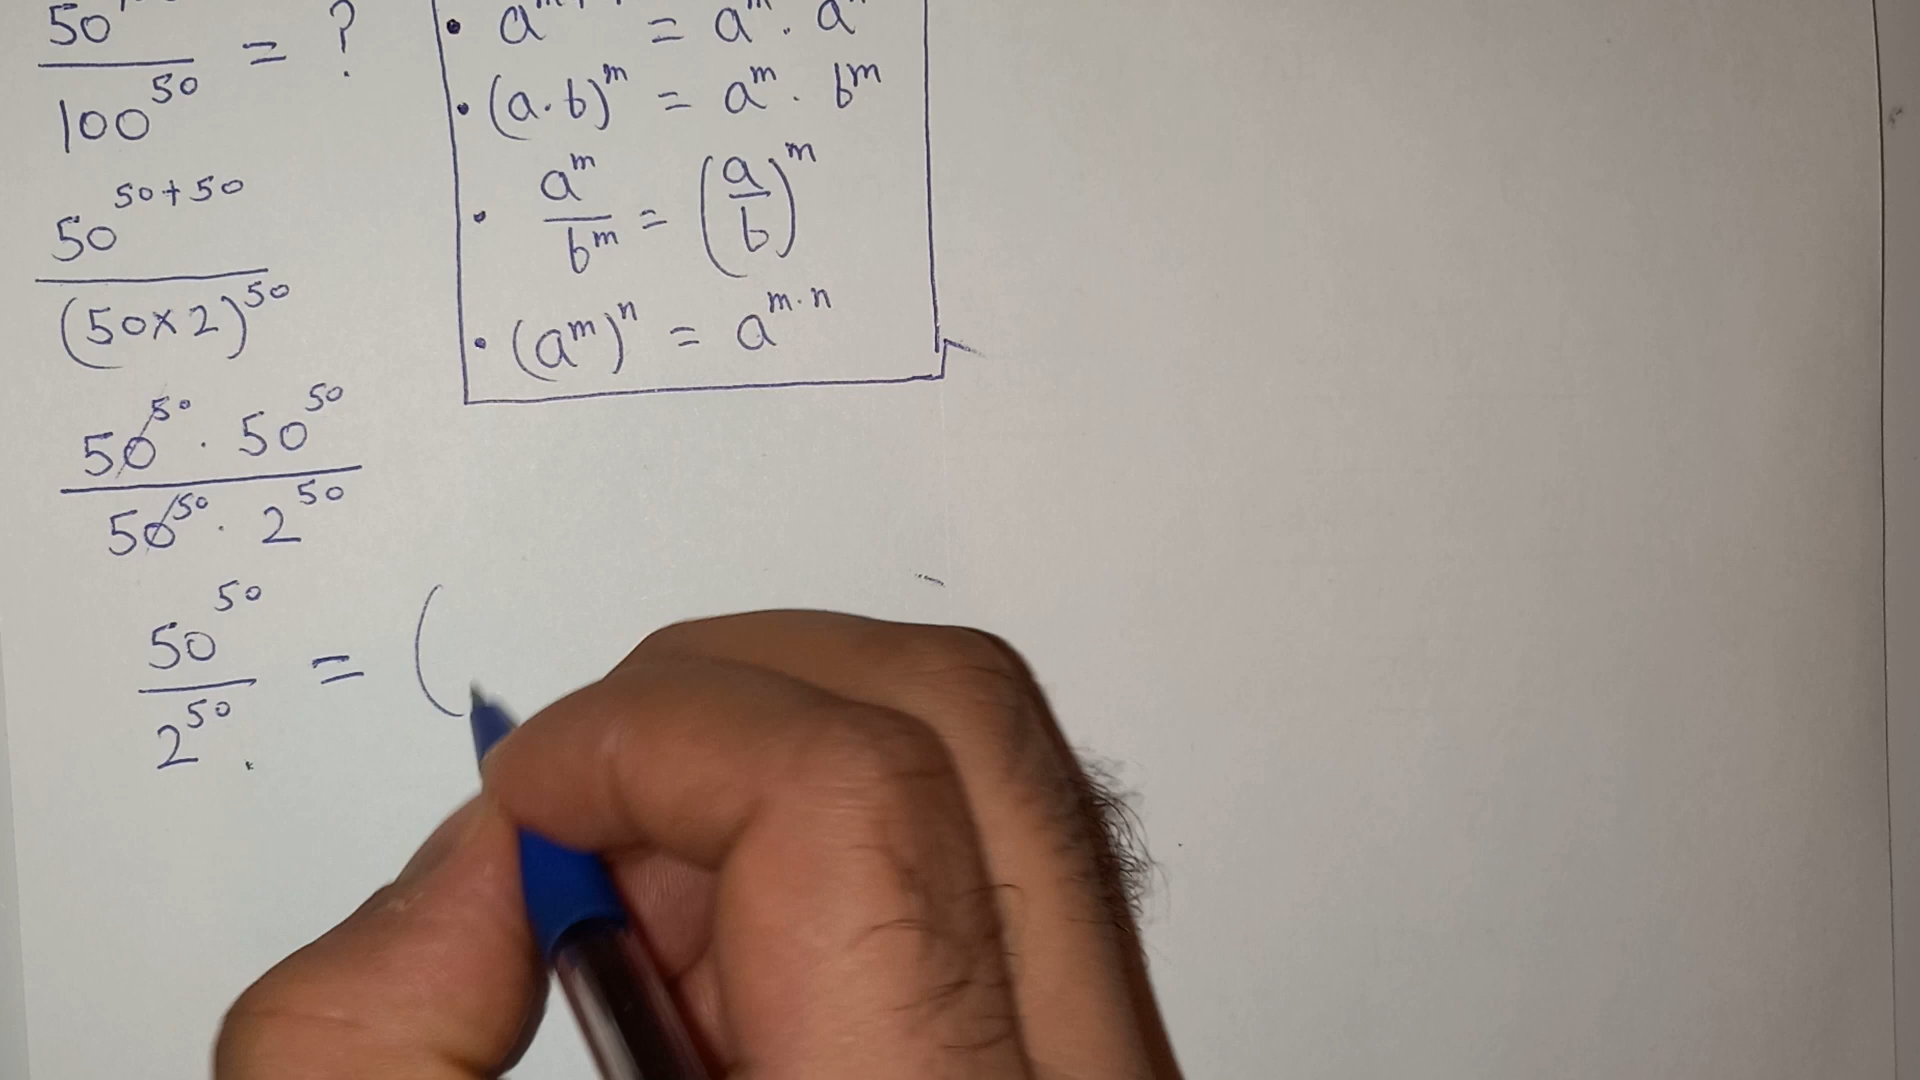 50
—— = ?
100^50
50^(50+50)
——
(50×2)^50
50^50 · 50^50
——
50^50 · 2^50
50^50
—— = (
2^50 .
• a = a^m · a
• (a·b)^m = a^m · b^m
• a^m/b^m = (a/b)^m
• (a^m)^n = a^(m·n)